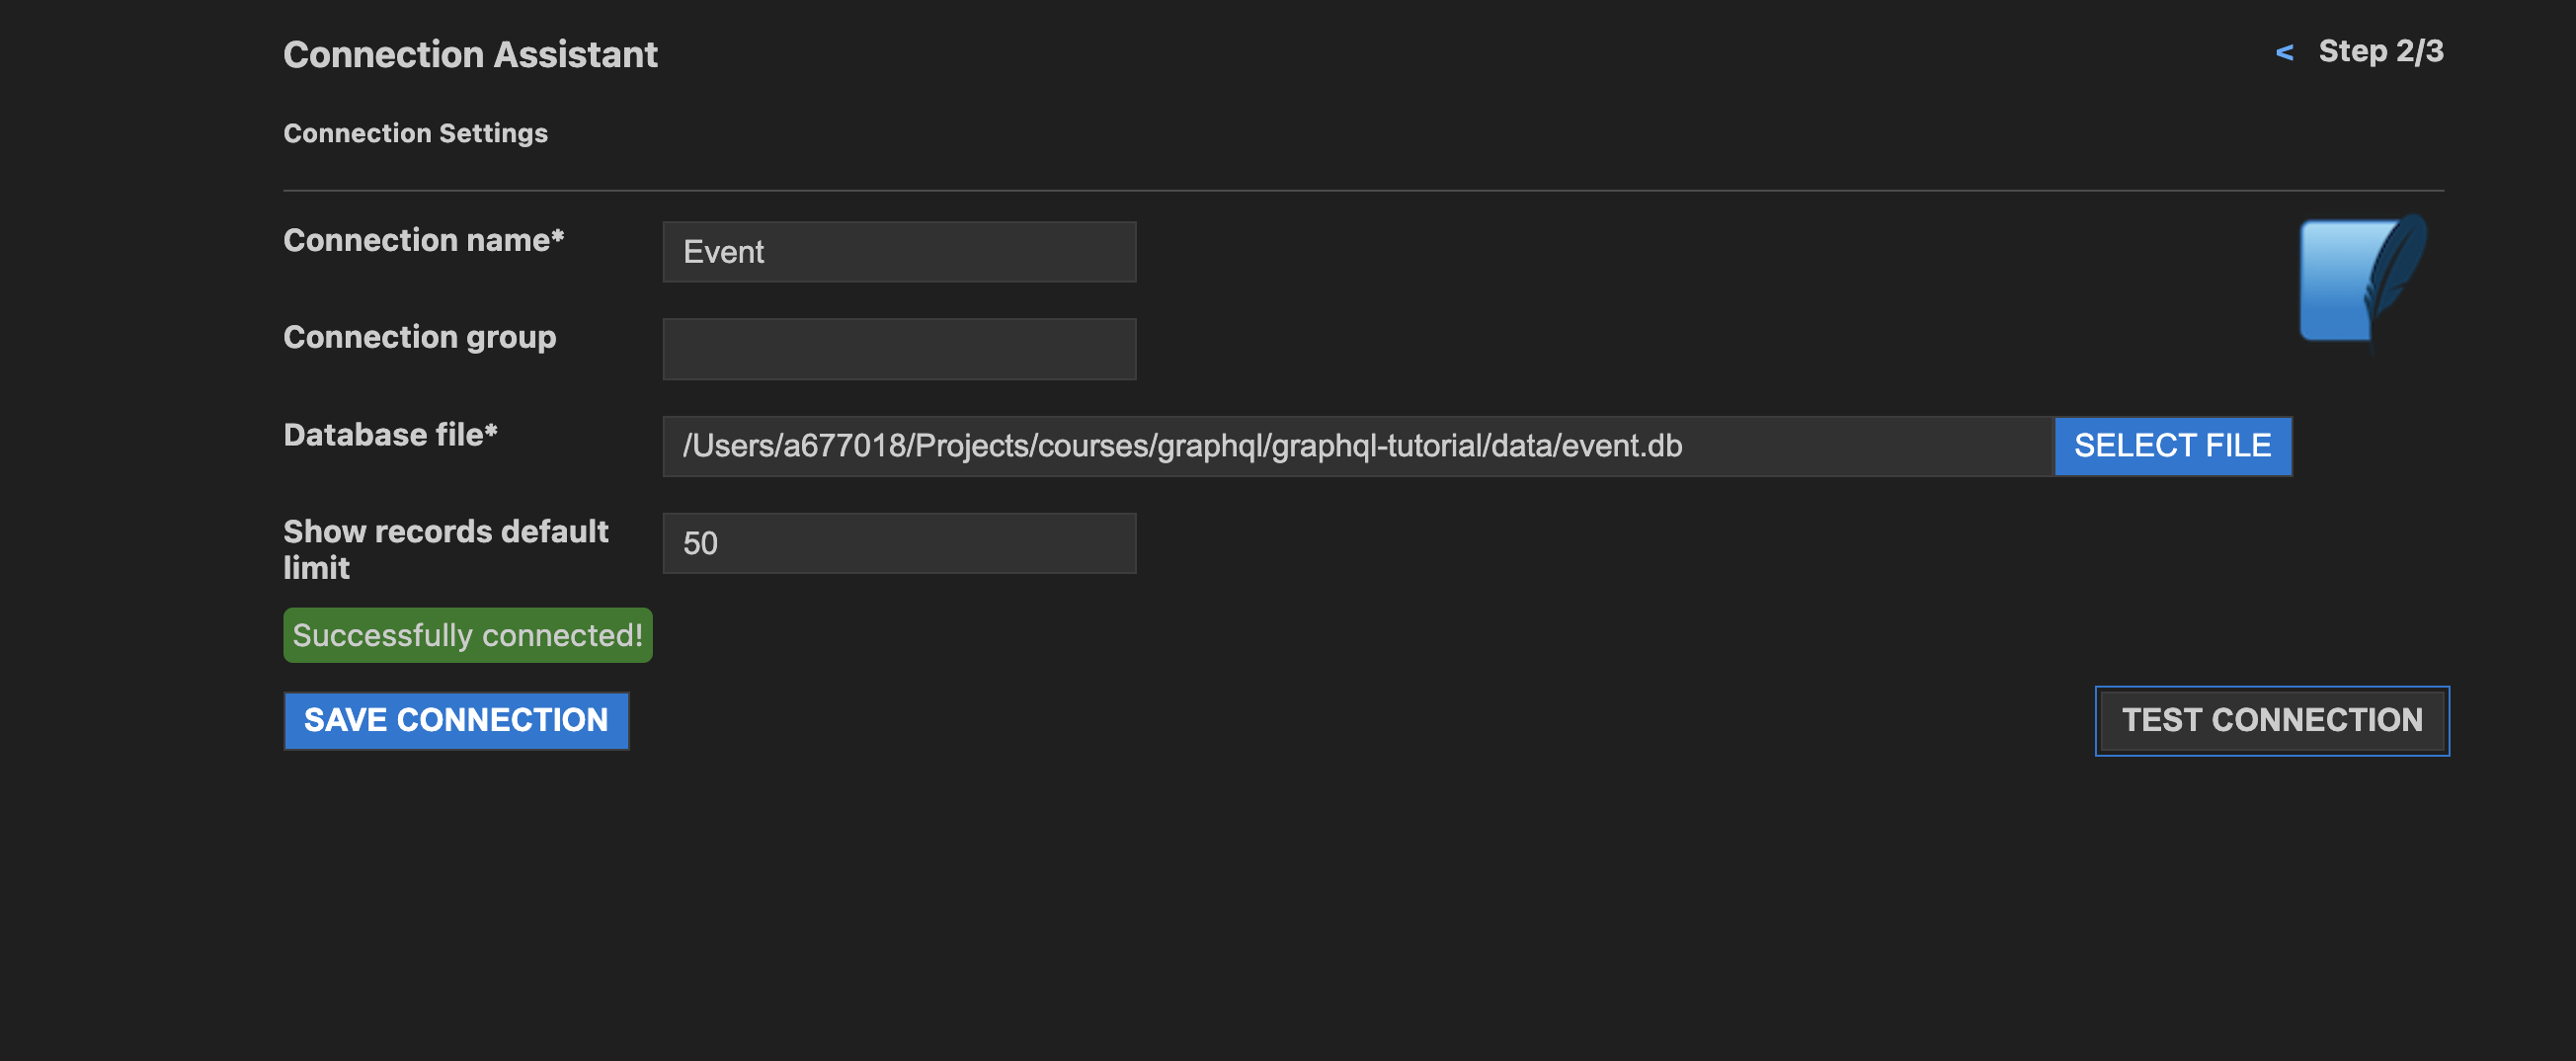 Connection Assistant
< Step 2/3
Connection Settings
Connection name*
Event
Connection group
Database file*
/Users/a677018/Projects/courses/graphql/graphql-tutorial/data/event.db
SELECT FILE
Show records default
limit
50
Successfully connected!
SAVE CONNECTION
TEST CONNECTION